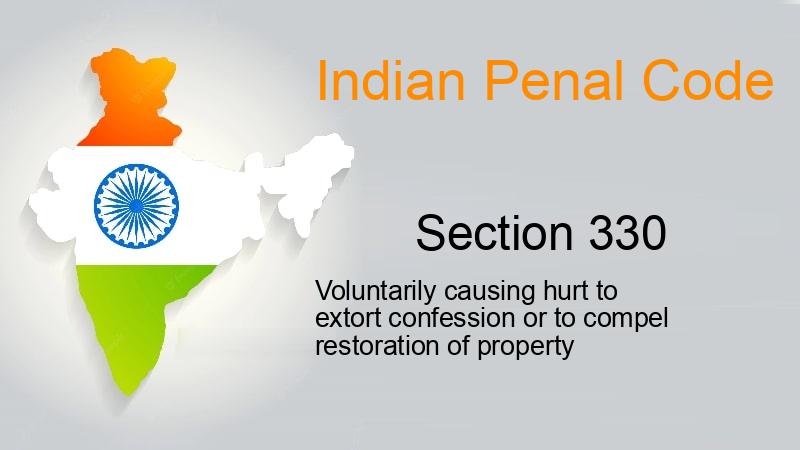 Indian Penal Code
Section 330
Voluntarily causing hurt to
extort confession or to compel
restoration of property